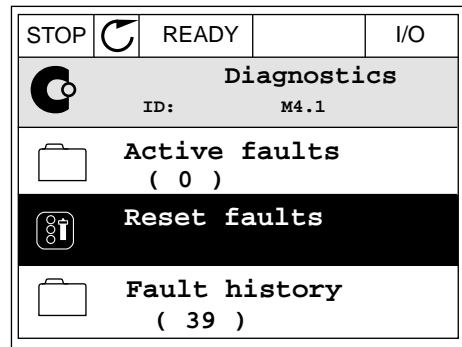 STOP READY I/O
Diagnostics
ID: M4.1
Active faults
( 0 )
Reset faults
Fault history
( 39 )